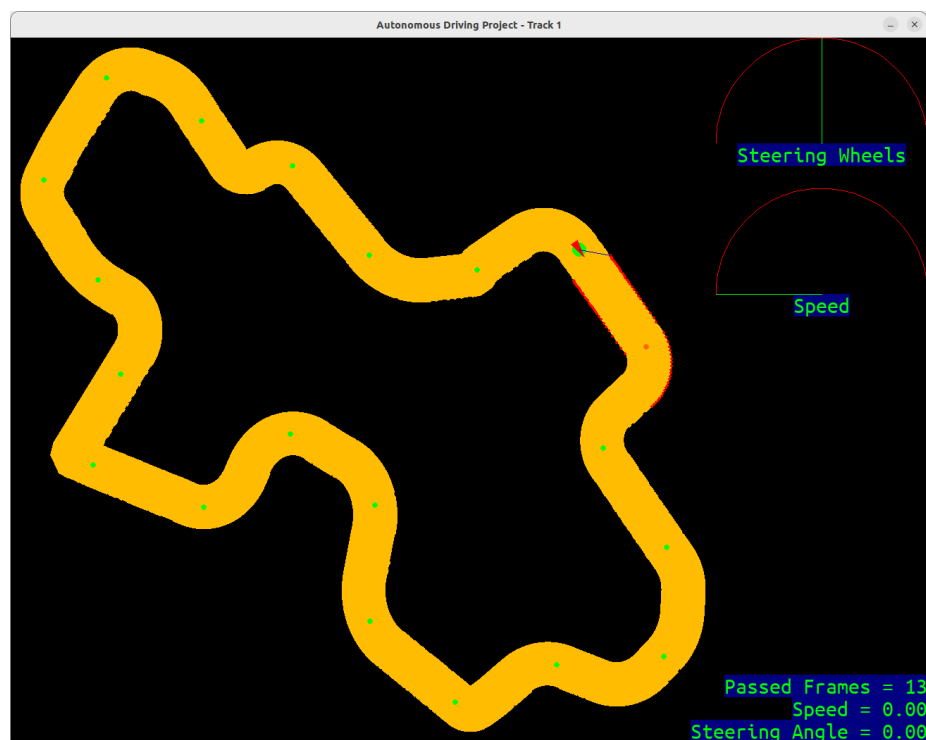 Autonomous Driving Project - Track 1
Steering Wheels
Speed
Passed Frames = 13
Speed = 0.00
Steering Angle = 0.00